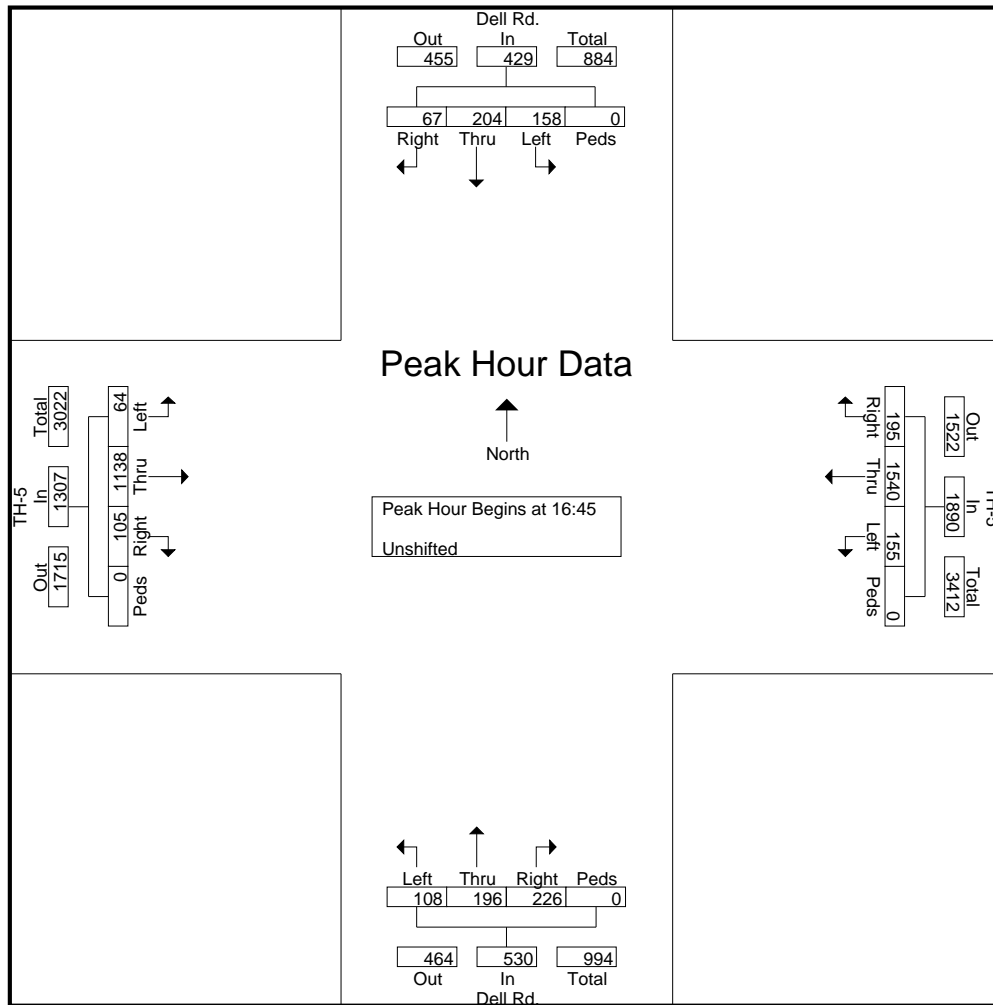 Dell Rd.
Out In Total
455 429 884
67 204 158 0
Right Thru Left Peds
Peak Hour Data
North
Peak Hour Begins at 16:45
Unshifted
TH-5
Total In Out
3022 1307 1715
64 1138 105 0
Left Thru Right Peds
Right Thru Left Peds
195 1540 155 0
Out In Total
1522 1890 3412
TH-5
Left Thru Right Peds
108 196 226 0
464 530 994
Out In Total
Dell Rd.